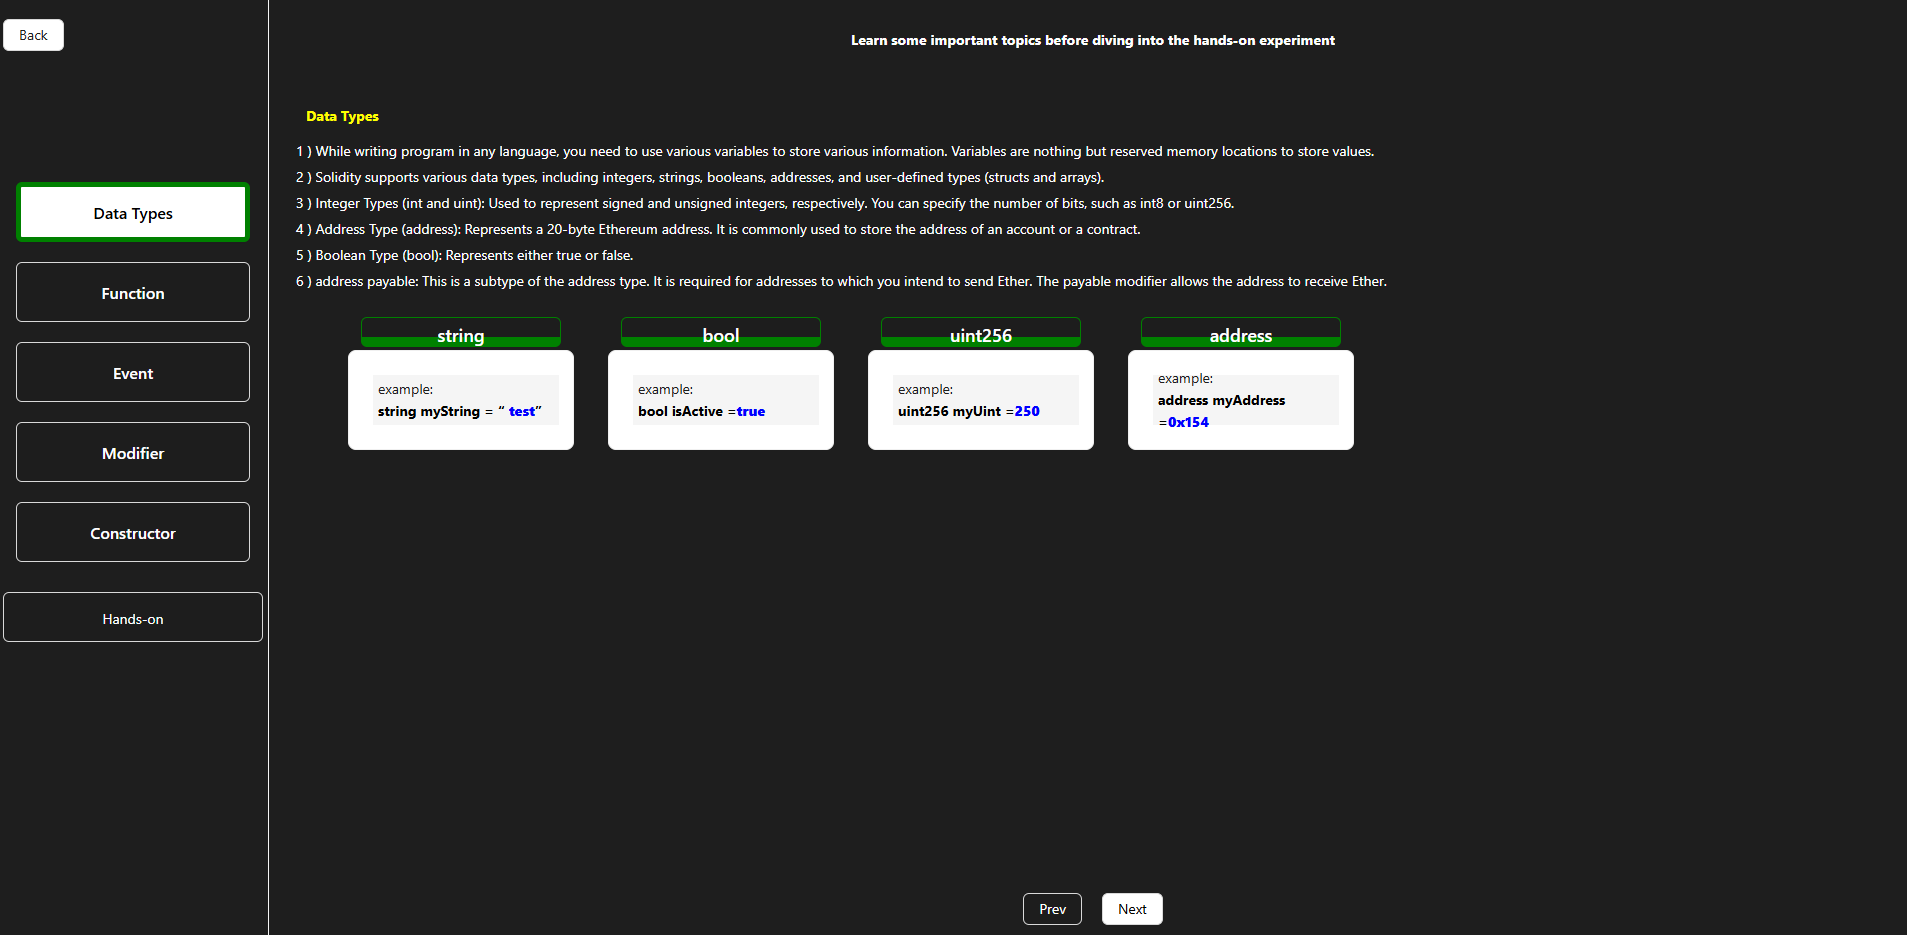 Back
Learn some important topics before diving into the hands-on experiment
Data Types
Function
Event
Modifier
Constructor
Hands-on
Data Types
1 ) While writing program in any language, you need to use various variables to store various information. Variables are nothing but reserved memory locations to store values.
2 ) Solidity supports various data types, including integers, strings, booleans, addresses, and user-defined types (structs and arrays).
3 ) Integer Types (int and uint): Used to represent signed and unsigned integers, respectively. You can specify the number of bits, such as int8 or uint256.
4 ) Address Type (address): Represents a 20-byte Ethereum address. It is commonly used to store the address of an account or a contract.
5 ) Boolean Type (bool): Represents either true or false.
6 ) address payable: This is a subtype of the address type. It is required for addresses to which you intend to send Ether. The payable modifier allows the address to receive Ether.
string
example:
string myString = “ test”
bool
example:
bool isActive =true
uint256
example:
uint256 myUint =250
address
example:
address myAddress
=0x154
Prev
Next